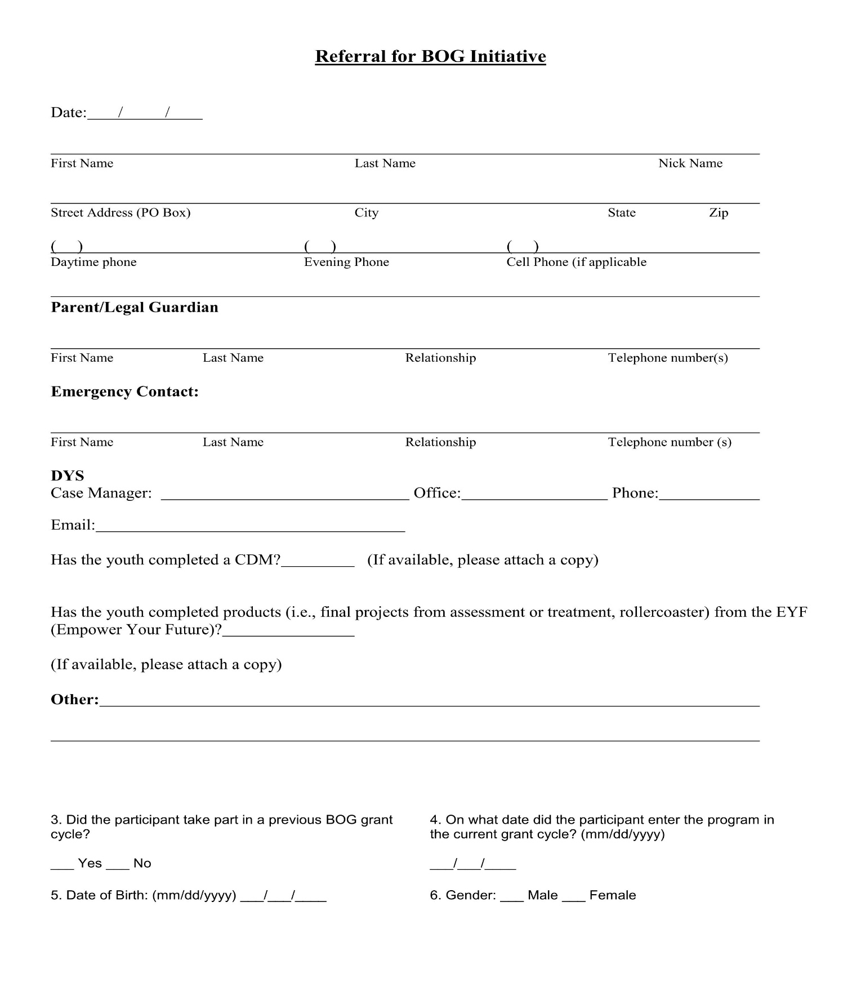 Referral for BOG Initiative
Date:____/_____/____
First Name Last Name Nick Name
Street Address (PO Box) City State Zip
( ) ( ) ( )
Daytime phone Evening Phone Cell Phone (if applicable
Parent/Legal Guardian
First Name Last Name Relationship Telephone number(s)
Emergency Contact:
First Name Last Name Relationship Telephone number (s)
DYS
Case Manager: ______________ Office:______________ Phone:______________
Email:______________
Has the youth completed a CDM?_________ (If available, please attach a copy)
Has the youth completed products (i.e., final projects from assessment or treatment, rollercoaster) from the EYF
(Empower Your Future)?______________
(If available, please attach a copy)
Other:______________
3. Did the participant take part in a previous BOG grant
cycle?
___ Yes ___ No
4. On what date did the participant enter the program in
the current grant cycle? (mm/dd/yyyy)
___/___/____
5. Date of Birth: (mm/dd/yyyy) ___/___/____
6. Gender: ___ Male ___ Female